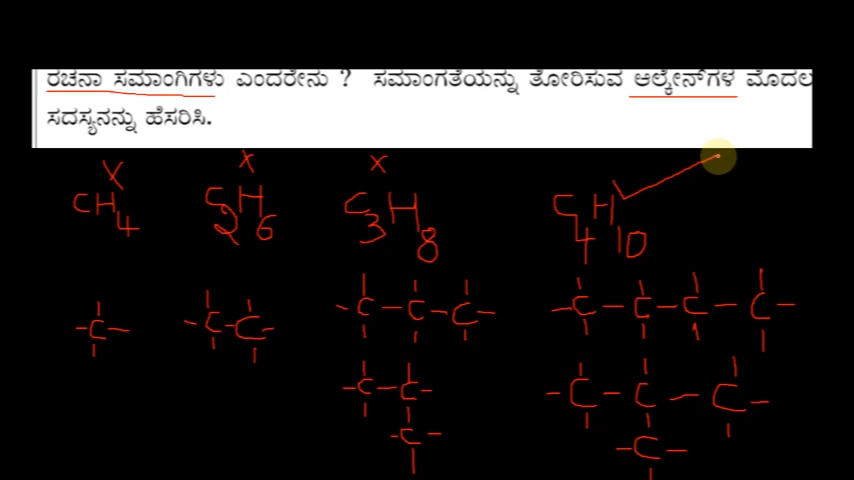 ರಚನಾ ಸಮಾಂಗಿಗಳು ಎಂದರೇನು ? ಸಮಾಂಗತೆಯನ್ನು ತೋರಿಸುವ ಆಲ್ಕೇನ್‌ಗಳ ಮೊದಲ
ಸದಸ್ಯನನ್ನು ಹೆಸರಿಸಿ.
X X X
CH4 C2H6 C3H8 C4H10
-C- -C-C- -C-C-C- -C-C-C-C-
-C-C- -C-C-C-
-C- -C-